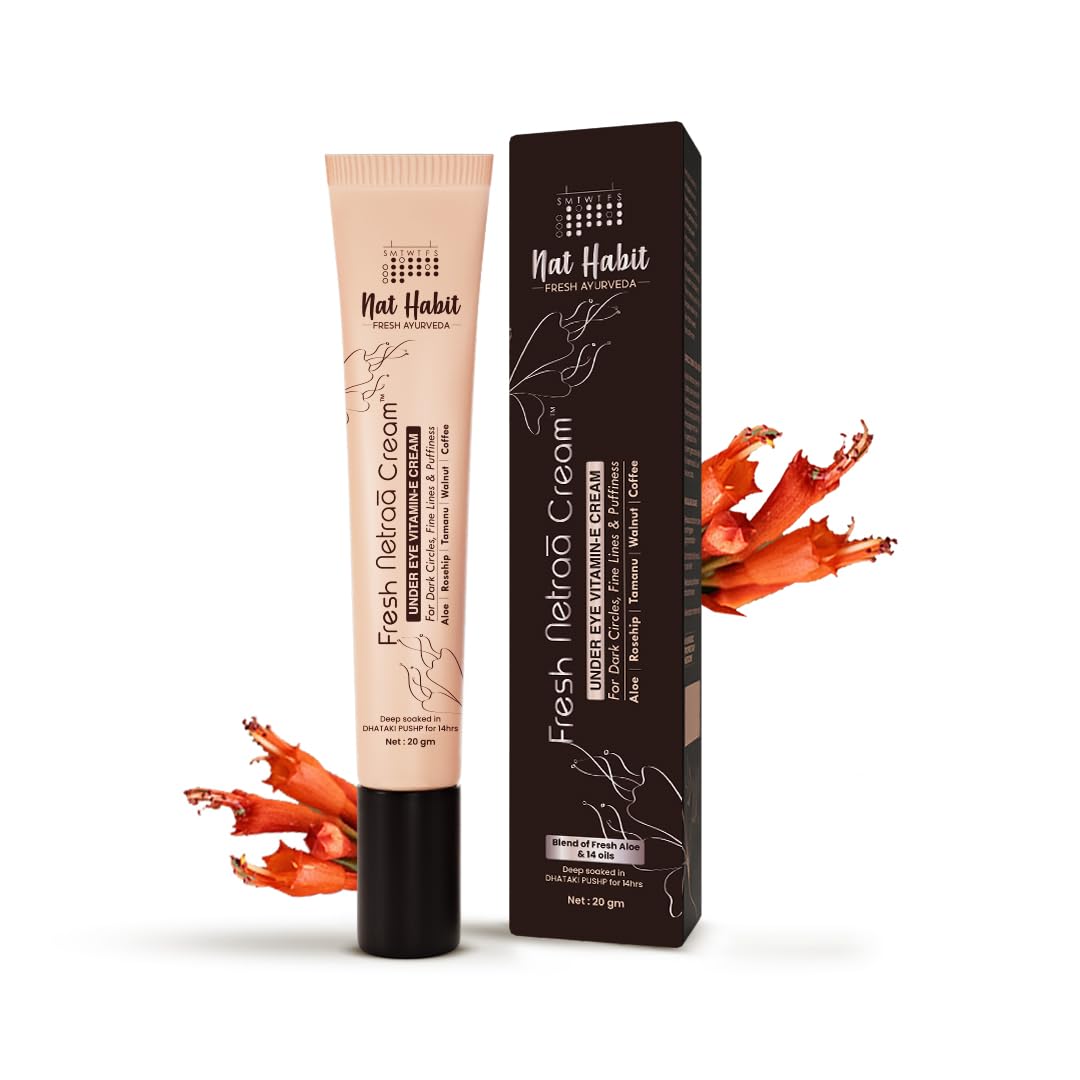 SMTWTFS
Nat Habit
FRESH AYURVEDA
Fresh Netraā Cream™
UNDER EYE VITAMIN-E CREAM
For Dark Circles, Fine Lines & Puffiness
Aloe | Rosehip | Tamanu | Walnut | Coffee
Deep soaked in
DHATAKI PUSHP for 14hrs
Net : 20 gm
SMTWTFS
Nat Habit
FRESH AYURVEDA
Fresh Netraā Cream™
UNDER EYE VITAMIN-E CREAM
For Dark Circles, Fine Lines & Puffiness
Aloe | Rosehip | Tamanu | Walnut | Coffee
Blend of Fresh Aloe
& 14 oils
Deep soaked in
DHATAKI PUSHP for 14hrs
Net : 20 gm